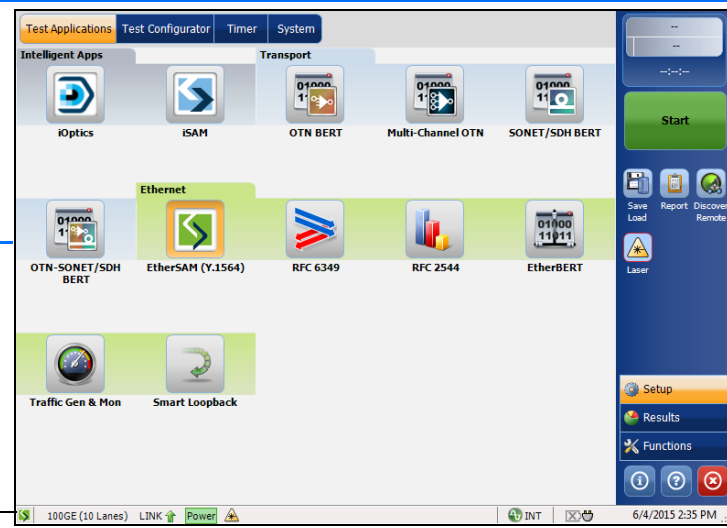 Test Applications Test Configurator Timer System
Intelligent Apps Transport
iOptics iSAM OTN BERT Multi-Channel OTN SONET/SDH BERT
Ethernet
OTN-SONET/SDH
BERT
EtherSAM (Y.1564) RFC 6349 RFC 2544 EtherBERT
Traffic Gen & Mon Smart Loopback
--
--
--:--:--
Start
Save
Load
Report
Discover
Remote
Laser
Setup
Results
Functions
100GE (10 Lanes) LINK Power INT 6/4/2015 2:35 PM